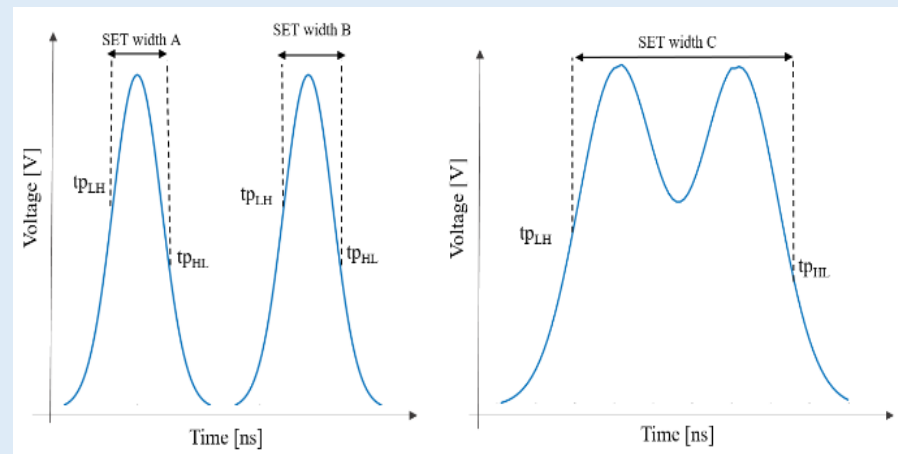 SET width A
SET width B
tpLH
tpHL
tpLH
tpHL
Voltage [V]
Time [ns]
SET width C
tpLH
tpHL
Voltage [V]
Time [ns]